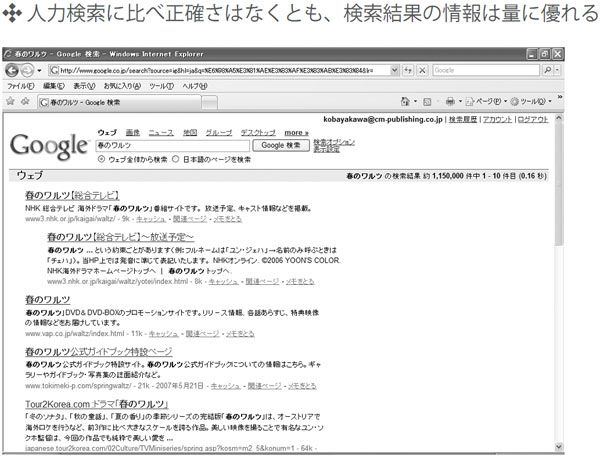 人力検索に比べ正確さはなくとも、検索結果の情報は量に優れる
春のワルツ - Google 検索 - Windows Internet Explorer
http://www.google.co.jp/search?source=ig&hl=ja&q=%E6%98%A5%E3%81%AE%E3%83%AF%E3%83%AB%E3%83%84&lr=
Google
ファイル(F) 編集(E) 表示(V) お気に入り(A) ツール(T) ヘルプ(H)
春のワルツ - Google 検索
ページ(P) ツール(O)
kobayakawa@cm-publishing.co.jp | 検索履歴 | アカウント | ログアウト
Google
ウェブ 画像 ニュース 地図 グループ デスクトップ more »
春のワルツ
Google 検索
検索オプション
表示設定
ウェブ全体から検索 日本語のページを検索
ウェブ
春のワルツ の検索結果 約 1,150,000 件中 1 - 10 件目 (0.16 秒)
春のワルツ【総合テレビ】
NHK 総合テレビ 海外ドラマ「春のワルツ」番組サイトです。放送予定、キャスト情報などを掲載。
www3.nhk.or.jp/kaigai/waltz/ - 9k - キャッシュ - 関連ページ - メモをとる
春のワルツ【総合テレビ】～放送予定～
春のワルツ ... という約束ごとがあります(例:フルネームは「ユン・ジェハ」→名前のみ呼ぶときは
「チェハ」)。当HP上では発音に準じて表記いたします。 NHKオンライン. ©2006 YOON'S COLOR.
NHK海外ドラマホームページトップへ | 春のワルツトップへ.
www3.nhk.or.jp/kaigai/waltz/yotei/index.html - 8k - キャッシュ - 関連ページ - メモをとる
春のワルツ
春のワルツDVD&DVD-BOXのプロモーションサイトです。リリース情報、各話あらすじ、特典映像
の情報などをお届けしています。
www.vap.co.jp/waltz/index.html - 11k - キャッシュ - 関連ページ - メモをとる
春のワルツ公式ガイドブック特設ページ
春のワルツ公式ガイドブック特設サイト。春のワルツ公式ガイドブックについての情報はこちら。ギャ
ラリーやガイドブック・写真集の誌面紹介など。
www.tokimeki-p.com/springwaltz/ - 21k - 2007年5月21日 - キャッシュ - 関連ページ - メモをとる
Tour2Korea.com ドラマ「春のワルツ」
「冬のソナタ」、「秋の童話」、「夏の香り」の季節シリーズの完結版「春のワルツ」は、オーストリアで
海外ロケを行うなど、前3作に比べ大きなスケールを誇る作品。美しい映像を撮ることで有名なユン・ソ
ク本監督は、今回の作品でも純粋で美しい愛を ...
japanese.tour2korea.com/02Culture/TVMiniseries/spring.asp?kosm=m2_5&konum=1 - 64k -